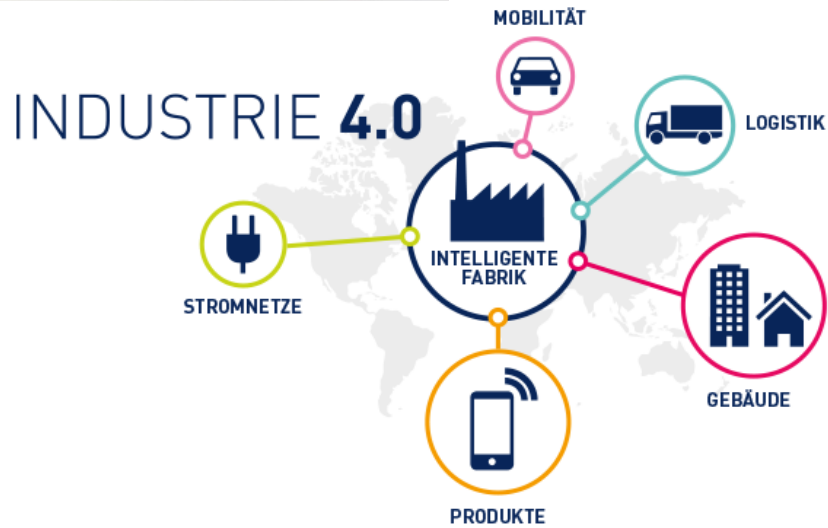 MOBILITÄT
INDUSTRIE 4.0
LOGISTIK
INTELLIGENTE
FABRIK
STROMNETZE
GEBÄUDE
PRODUKTE